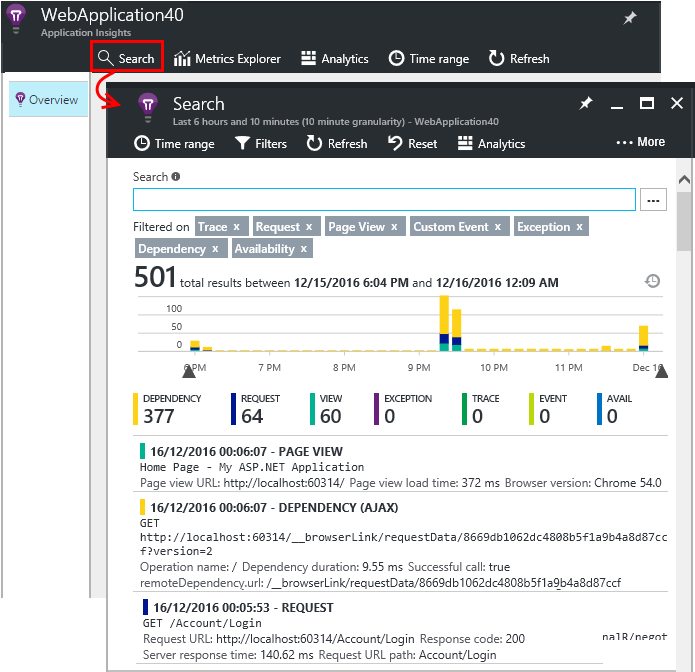 WebApplication40
Application Insights
Search Metrics Explorer Analytics Time range Refresh
Overview
Search
Last 6 hours and 10 minutes (10 minute granularity) - WebApplication40
Time range Filters Refresh Reset Analytics ••• More
Search
...
Filtered on Trace x Request x Page View x Custom Event x Exception x
Dependency x Availability x
501 total results between 12/15/2016 6:04 PM and 12/16/2016 12:09 AM
100
50
0
6 PM 7 PM 8 PM 9 PM 10 PM 11 PM Dec 16
DEPENDENCY REQUEST VIEW EXCEPTION TRACE EVENT AVAIL
377 64 60 0 0 0 0
16/12/2016 00:06:07 - PAGE VIEW
Home Page - My ASP.NET Application
Page view URL: http://localhost:60314/ Page view load time: 372 ms Browser version: Chrome 54.0
16/12/2016 00:06:07 - DEPENDENCY (AJAX)
GET
http://localhost:60314/__browserLink/requestData/8669db1062dc4808b5f1a9b4a8d87cc
f?version=2
Operation name: / Dependency duration: 9.55 ms Successful call: true
remoteDependency.url: /__browserLink/requestData/8669db1062dc4808b5f1a9b4a8d87ccf
16/12/2016 00:05:53 - REQUEST
GET /Account/Login
Request URL: http://localhost:60314/Account/Login Response code: 200
nalR/negot
Server response time: 140.62 ms Request URL path: Account/Login